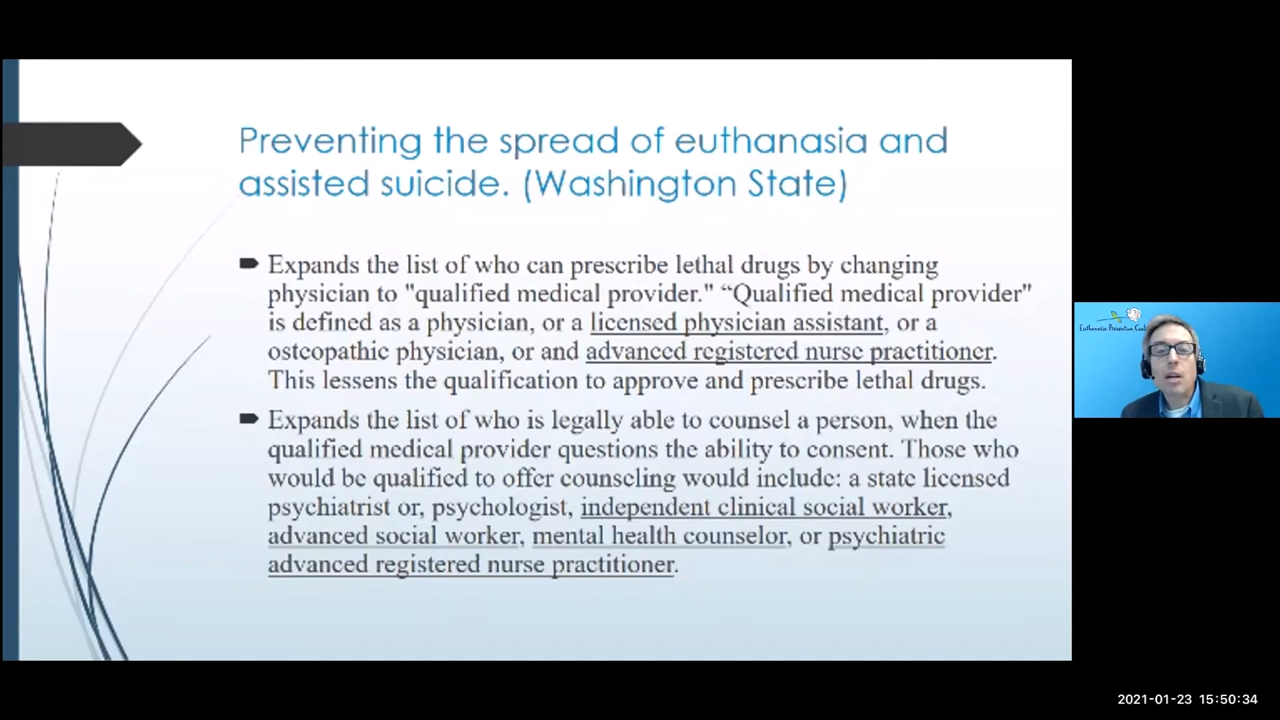 Preventing the spread of euthanasia and
assisted suicide. (Washington State)
Expands the list of who can prescribe lethal drugs by changing
physician to "qualified medical provider." “Qualified medical provider"
is defined as a physician, or a licensed physician assistant, or a
osteopathic physician, or and advanced registered nurse practitioner.
This lessens the qualification to approve and prescribe lethal drugs.
Expands the list of who is legally able to counsel a person, when the
qualified medical provider questions the ability to consent. Those who
would be qualified to offer counseling would include: a state licensed
psychiatrist or, psychologist, independent clinical social worker,
advanced social worker, mental health counselor, or psychiatric
advanced registered nurse practitioner.
Euthanasia Prevention
2021-01-23 15:50:34